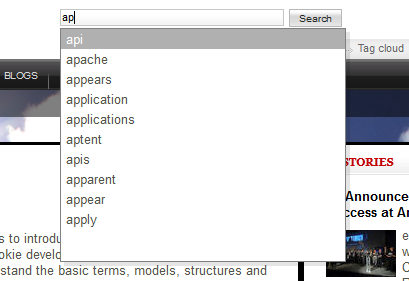 ap
Search
api
Tag cloud
apache
BLOGS
appears
application
applications
aptent
apis
STORIES
apparent
appear
Announce
apply
ccess at Ar
s to introdu
okie develo
stand the basic terms, models, structures and